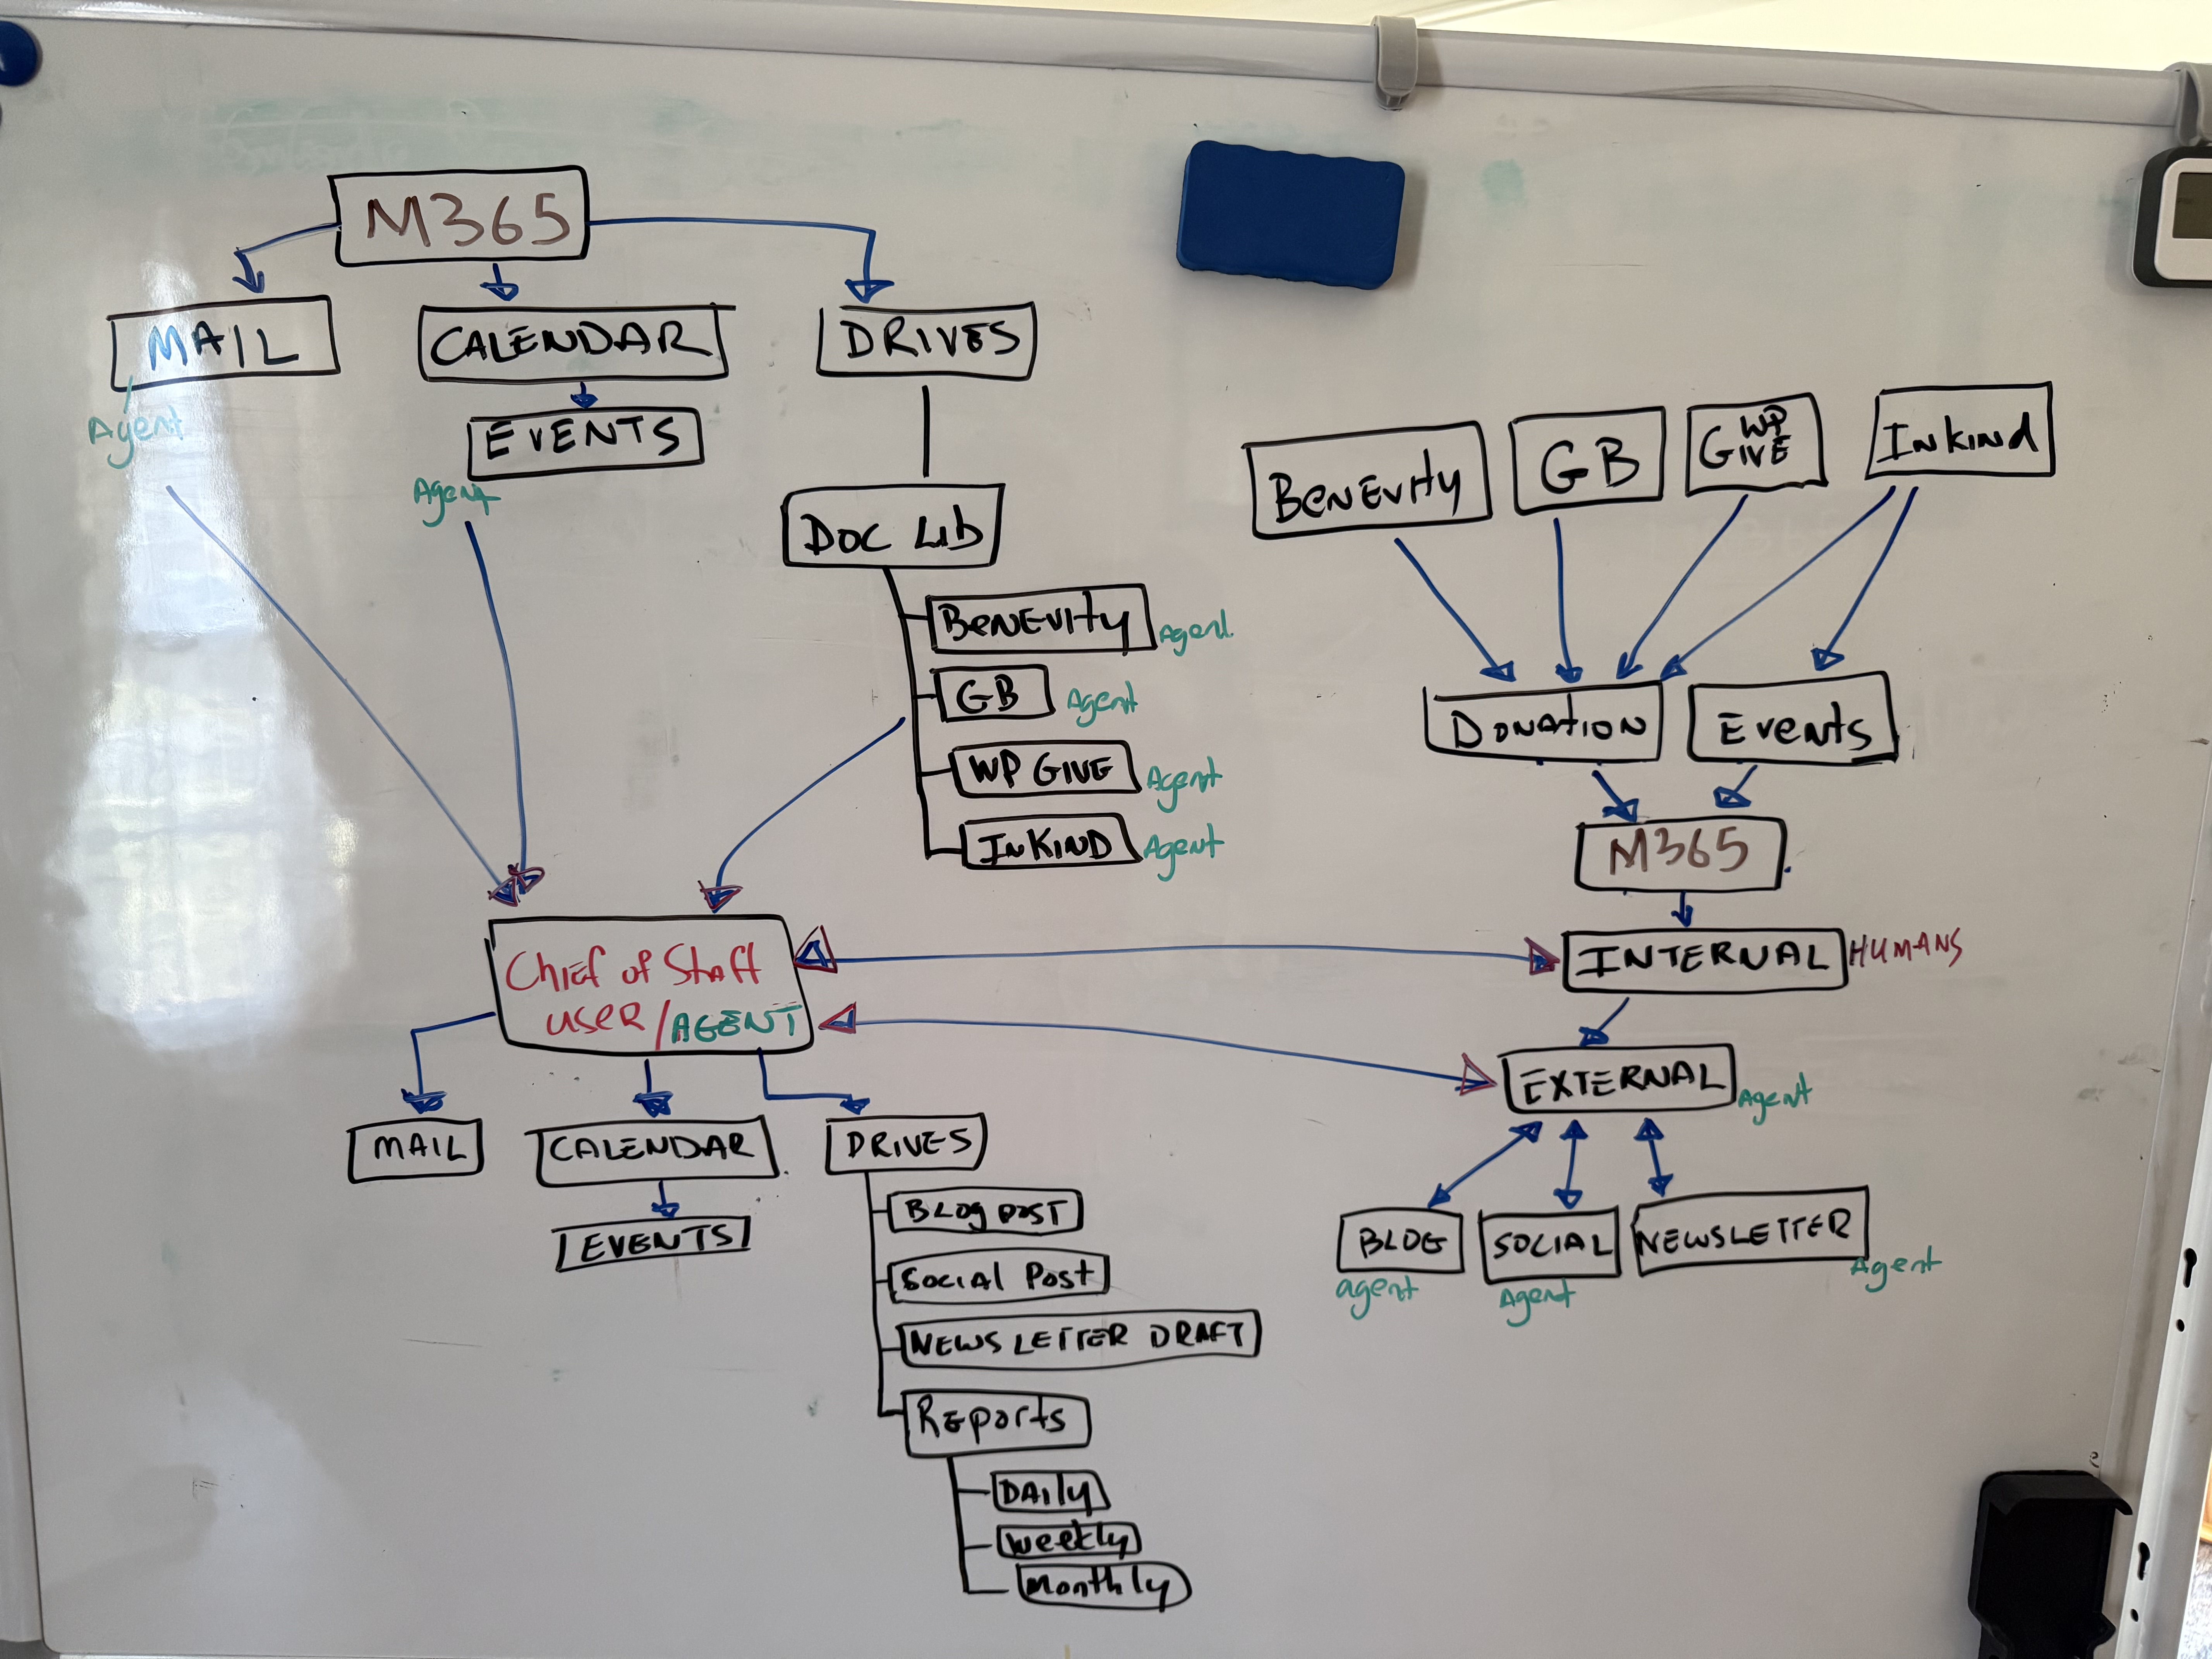 M365
MAIL
Agent
CALENDAR
EVENTS
Agent
DRIVES
Doc Lib
BENEVITY Agent.
GB Agent
WP GIVE Agent
INKIND Agent
Chief of Staff
USER/AGENT
MAIL
CALENDAR
EVENTS
DRIVES
BLOG POST
SOCIAL POST
NEWSLETTER DRAFT
REPORTS
DAILY
WEEKLY
MONTHLY
BENEVITY
GB
WP
GIVE
INKIND
DONATION
Events
M365
INTERNAL HUMANS
EXTERNAL Agent
BLOG
agent
SOCIAL
Agent
NEWSLETTER
Agent